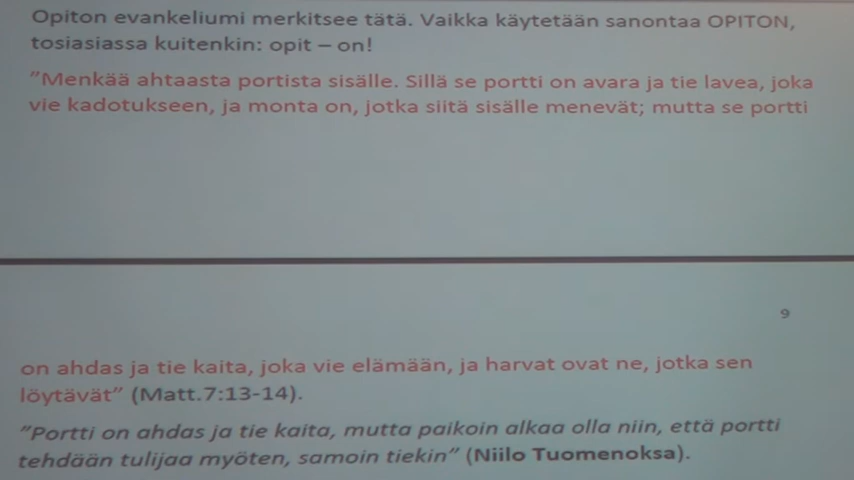 Opiton evankeliumi merkitsee tätä. Vaikka käytetään sanontaa OPITON,
tosiasiassa kuitenkin: opit – on!
”Menkää ahtaasta portista sisälle. Sillä se portti on avara ja tie lavea, joka
vie kadotukseen, ja monta on, jotka siitä sisälle menevät; mutta se portti
9
on ahdas ja tie kaita, joka vie elämään, ja harvat ovat ne, jotka sen
löytävät” (Matt.7:13-14).
”Portti on ahdas ja tie kaita, mutta paikoin alkaa olla niin, että portti
tehdään tulijaa myöten, samoin tiekin” (Niilo Tuomenoksa).